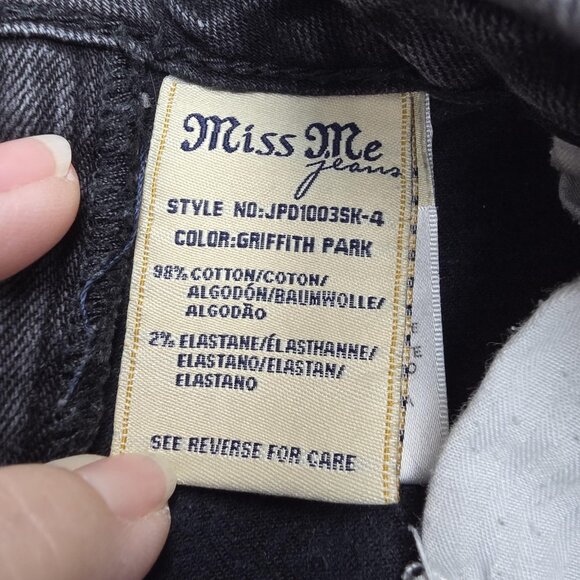 Miss Me
jeans
STYLE NO:JPD1003SK-4
COLOR:GRIFFITH PARK
98% COTTON/COTON/
ALGODÓN/BAUMWOLLE/
ALGODÃO
2% ELASTANE/ÉLASTHANNE/
ELASTANO/ELASTAN/
ELASTANO
SEE REVERSE FOR CARE